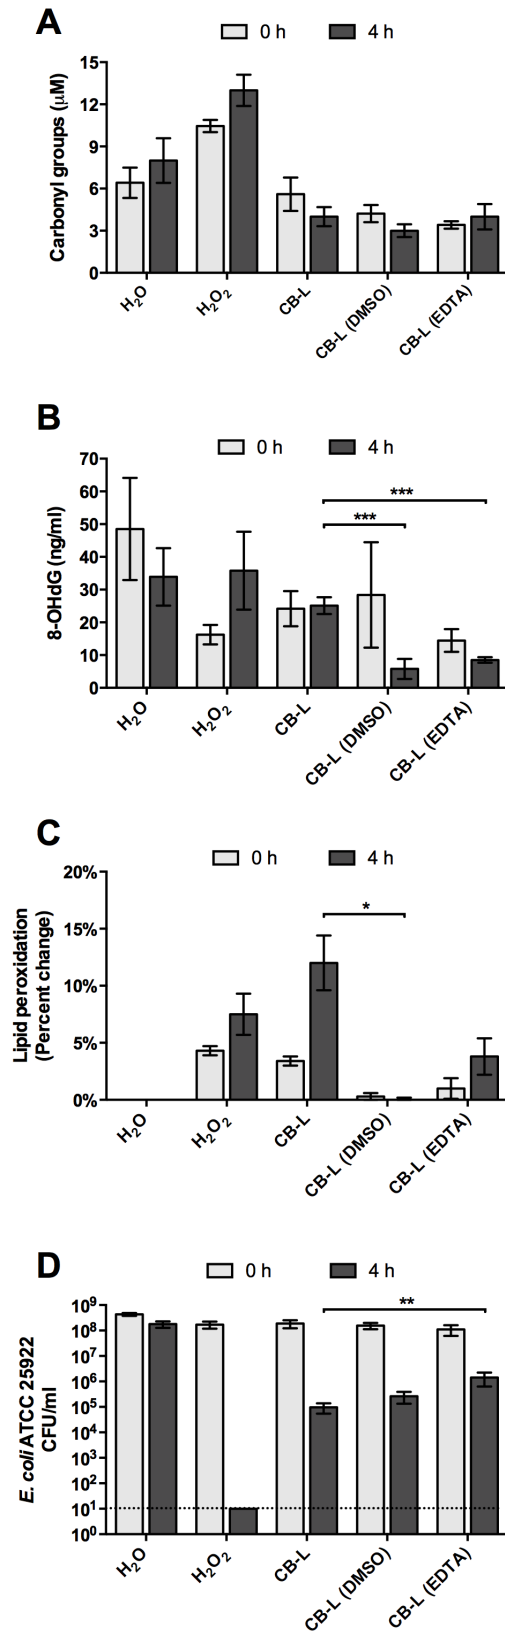 A
0 h 4 h
Carbonyl groups (μM)
15
12
9
6
3
0
H₂O H₂O₂ CB-L CB-L (DMSO) CB-L (EDTA)
B
0 h 4 h
8-OHdG (ng/ml)
70
60
50
40
30
20
10
0
***
***
H₂O H₂O₂ CB-L CB-L (DMSO) CB-L (EDTA)
C
0 h 4 h
Lipid peroxidation
(Percent change)
20%
15%
10%
5%
0%
*
H₂O H₂O₂ CB-L CB-L (DMSO) CB-L (EDTA)
D
0 h 4 h
E. coli ATCC 25922
CFU/ml
10⁹
10⁸
10⁷
10⁶
10⁵
10⁴
10³
10²
10¹
10⁰
**
H₂O H₂O₂ CB-L CB-L (DMSO) CB-L (EDTA)